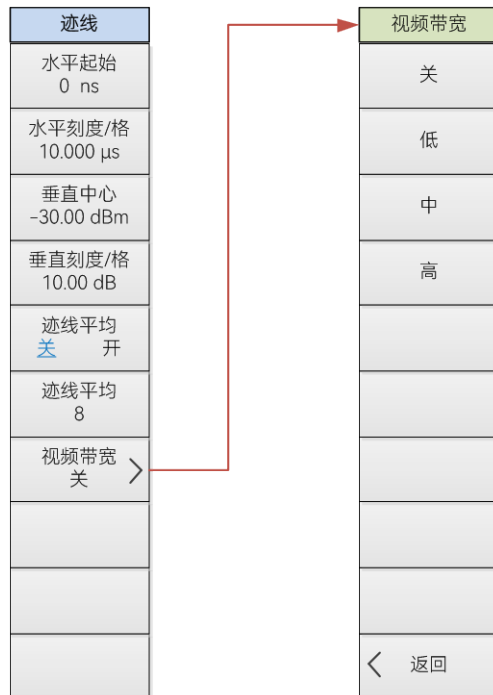 迹线
水平起始
0 ns
水平刻度/格
10.000 µs
垂直中心
-30.00 dBm
垂直刻度/格
10.00 dB
迹线平均
关 开
迹线平均
8
视频带宽
关
视频带宽
关
低
中
高
返回